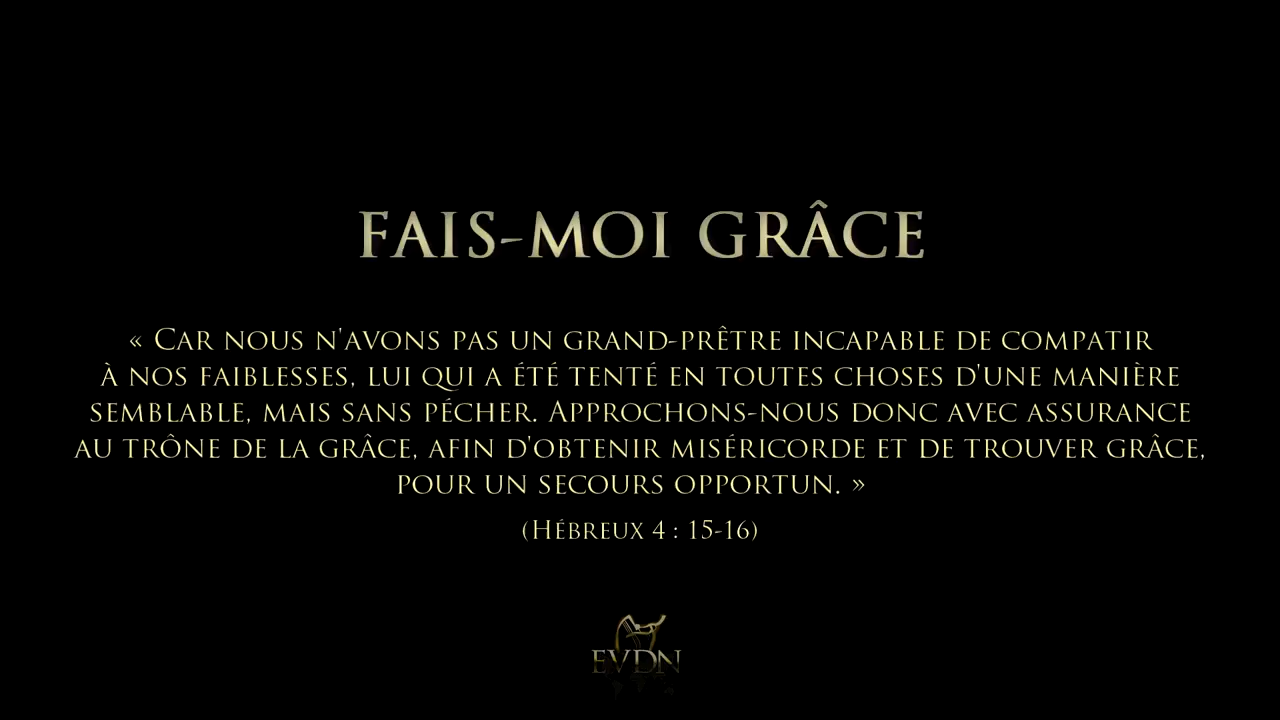 FAIS-MOI GRÂCE
« Car nous n'avons pas un grand-prêtre incapable de compatir
à nos faiblesses, lui qui a été tenté en toutes choses d'une manière
semblable, mais sans pécher. Approchons-nous donc avec assurance
au trône de la grâce, afin d'obtenir miséricorde et de trouver grâce,
pour un secours opportun. »
(Hébreux 4 : 15-16)
EVDN